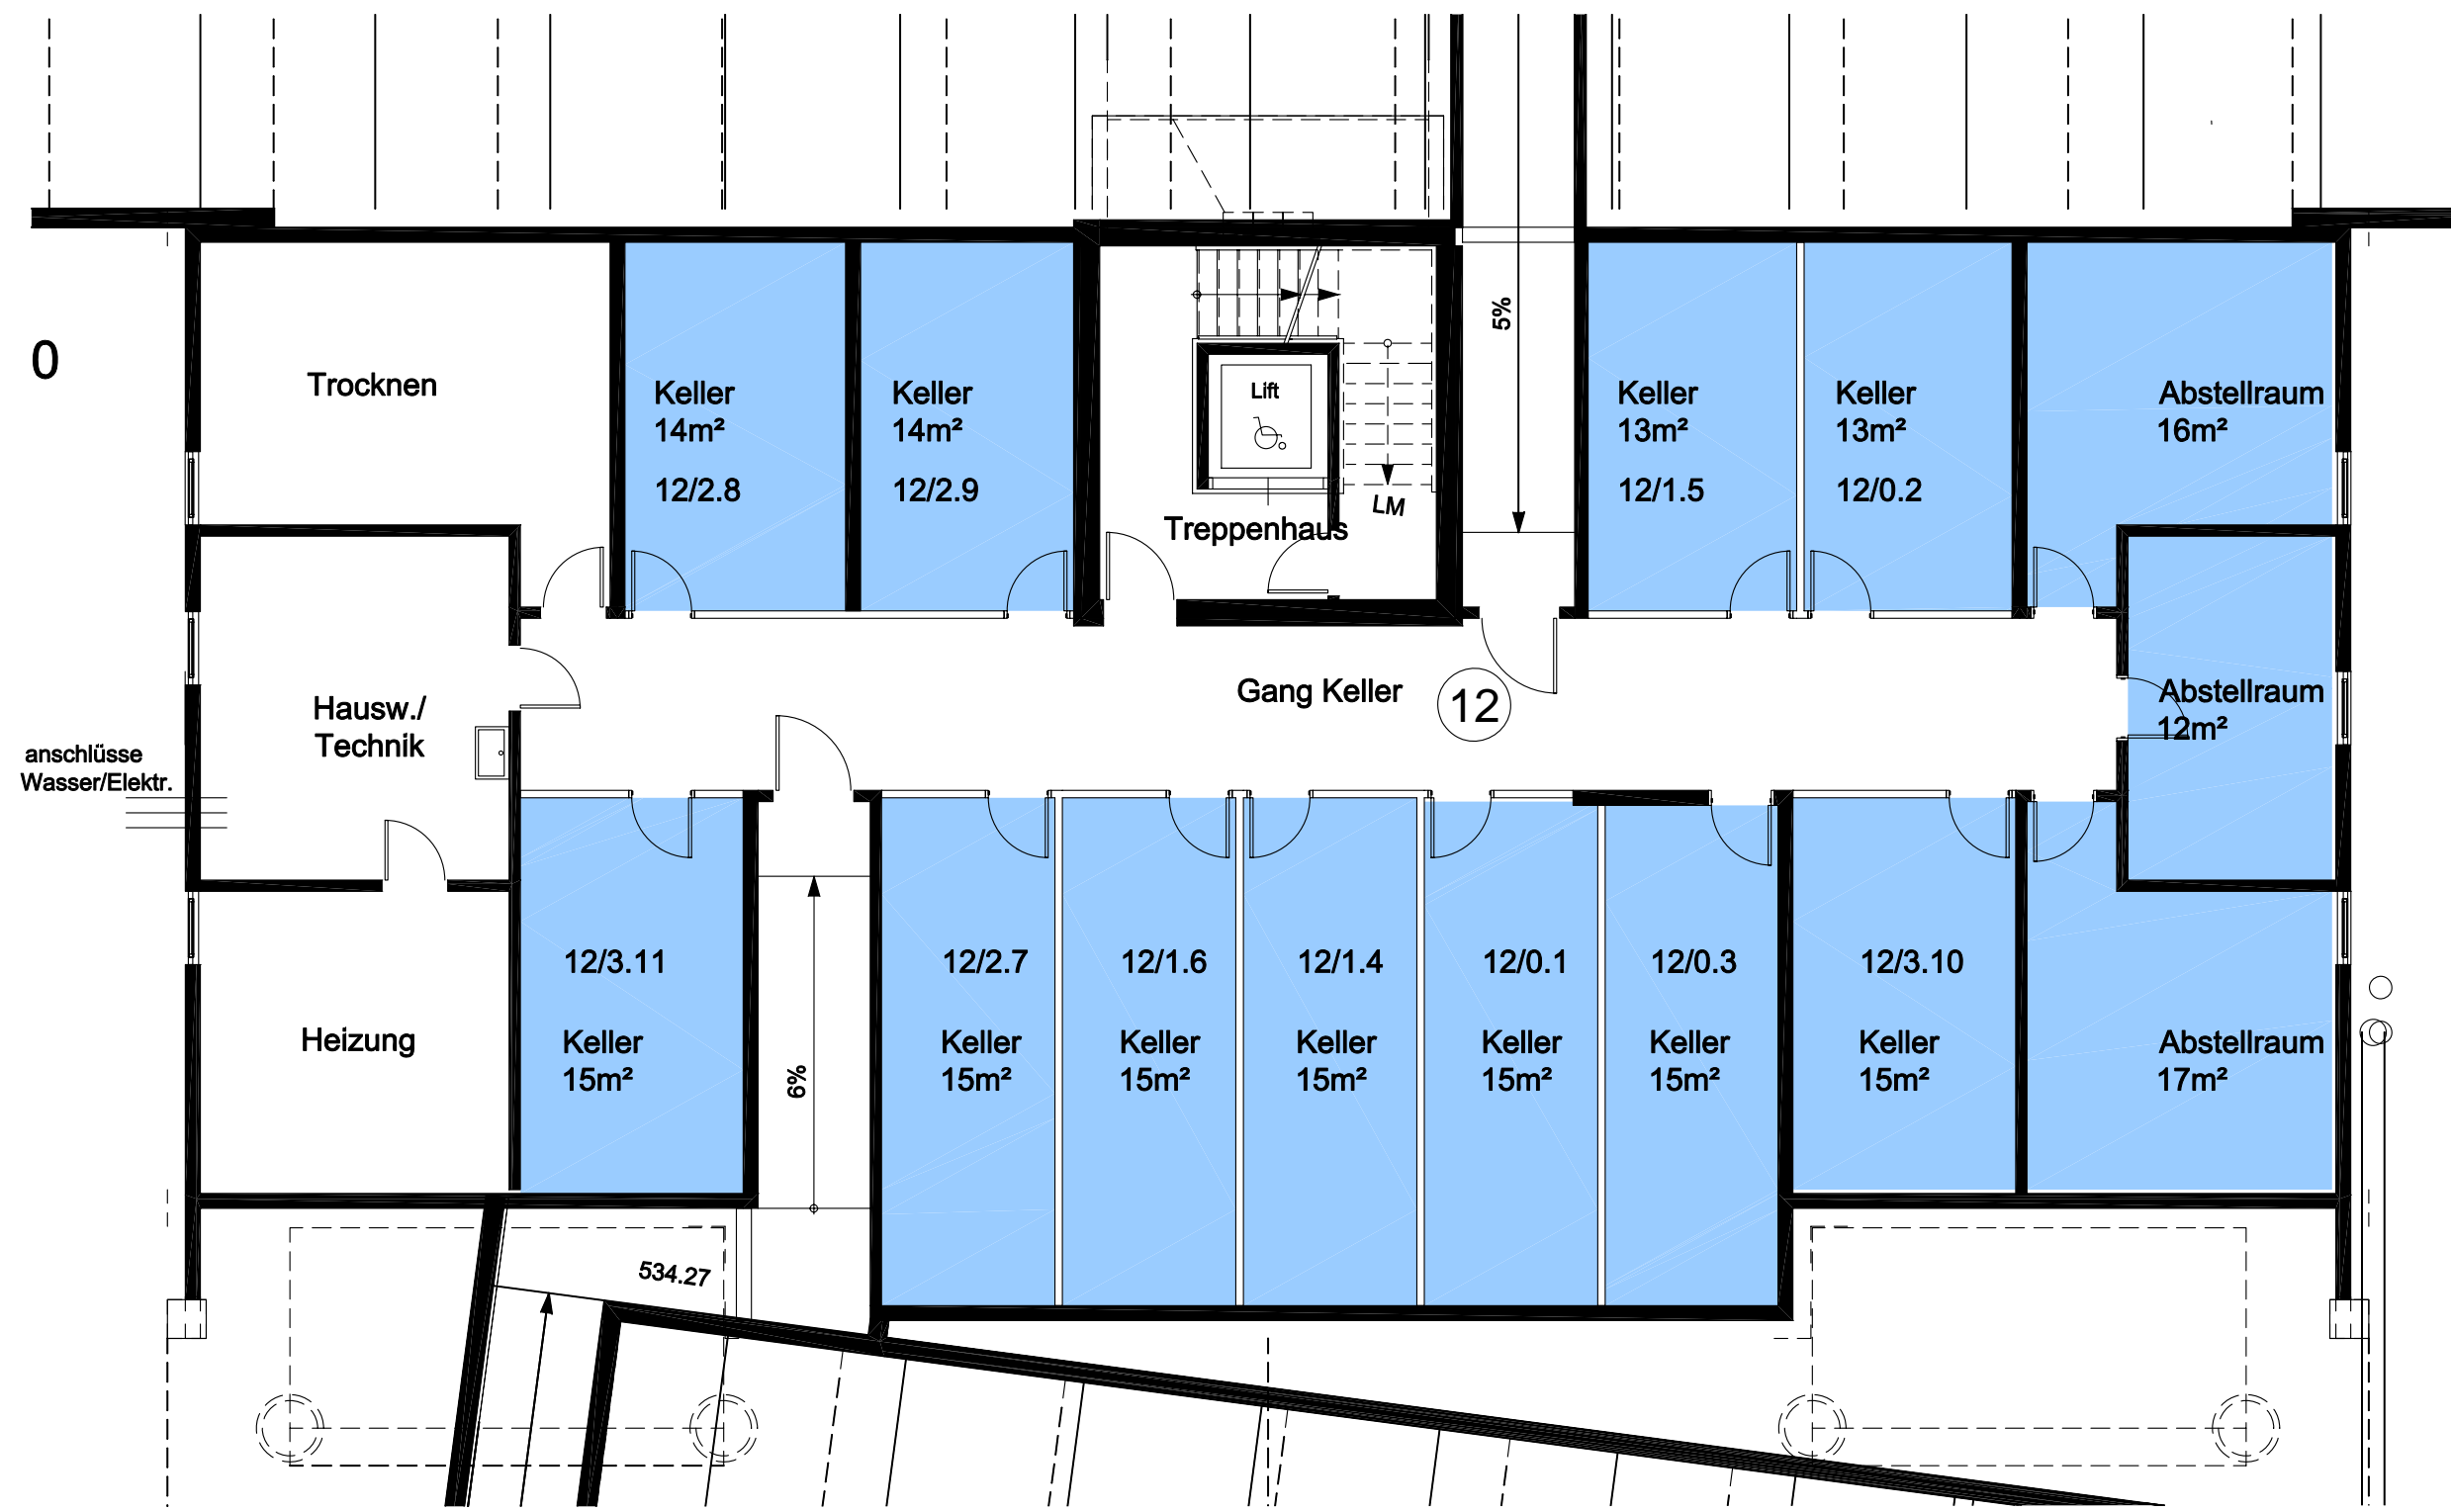 0
Trocknen
Keller
14m²
12/2.8
Keller
14m²
12/2.9
Lift
LM
Treppenhaus
5%
Keller
13m²
12/1.5
Keller
13m²
12/0.2
Abstellraum
16m²
Hausw./
Technik
anschlüsse
Wasser/Elektr.
Gang Keller
12
Abstellraum
12m²
Heizung
12/3.11
Keller
15m²
6%
12/2.7
Keller
15m²
12/1.6
Keller
15m²
12/1.4
Keller
15m²
12/0.1
Keller
15m²
12/0.3
Keller
15m²
12/3.10
Keller
15m²
Abstellraum
17m²
534.27